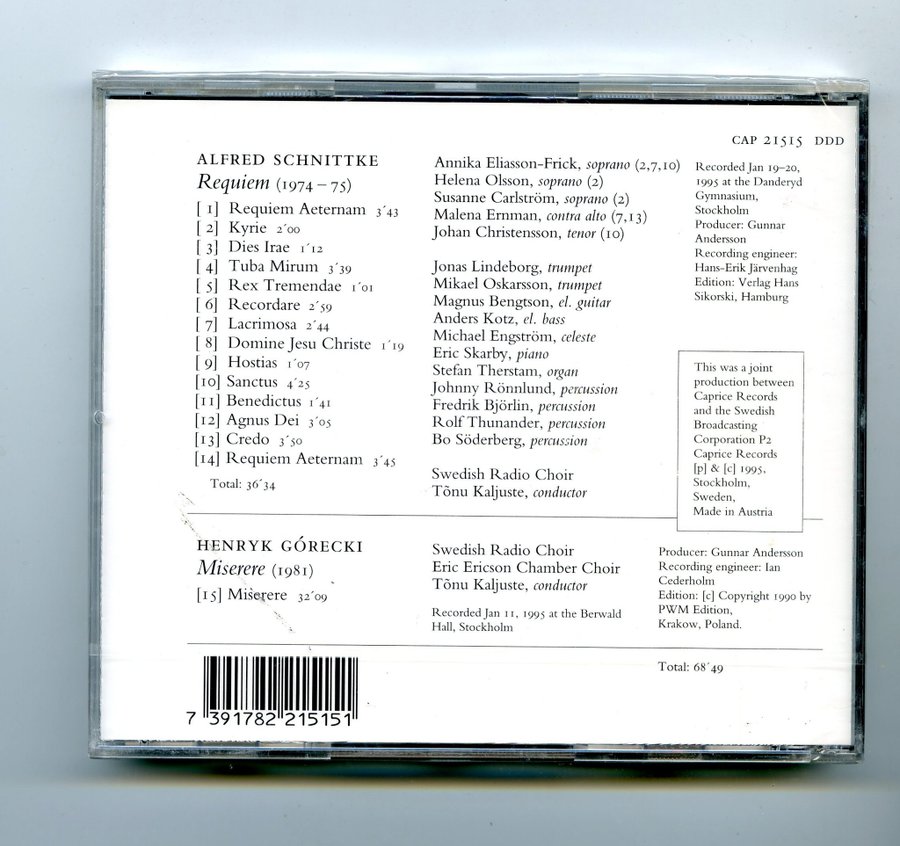 CAP 21515 DDD
ALFRED SCHNITTKE
Requiem (1974 – 75)
[ 1] Requiem Aeternam 3´43
[ 2] Kyrie 2´00
[ 3] Dies Irae 1´12
[ 4] Tuba Mirum 3´39
[ 5] Rex Tremendae 1´01
[ 6] Recordare 2´59
[ 7] Lacrimosa 2´44
[ 8] Domine Jesu Christe 1´19
[ 9] Hostias 1´07
[10] Sanctus 4´25
[11] Benedictus 1´41
[12] Agnus Dei 3´05
[13] Credo 3´50
[14] Requiem Aeternam 3´45
Total: 36´34
Annika Eliasson-Frick, soprano (2,7,10)
Helena Olsson, soprano (2)
Susanne Carlström, soprano (2)
Malena Ernman, contra alto (7,13)
Johan Christensson, tenor (10)
Jonas Lindeborg, trumpet
Mikael Oskarsson, trumpet
Magnus Bengtson, el. guitar
Anders Kotz, el. bass
Michael Engström, celeste
Eric Skarby, piano
Stefan Therstam, organ
Johnny Rönnlund, percussion
Fredrik Björlin, percussion
Rolf Thunander, percussion
Bo Söderberg, percussion
Swedish Radio Choir
Tõnu Kaljuste, conductor
Recorded Jan 19–20,
1995 at the Danderyd
Gymnasium,
Stockholm
Producer: Gunnar
Andersson
Recording engineer:
Hans-Erik Järvenhag
Edition: Verlag Hans
Sikorski, Hamburg
This was a joint
production between
Caprice Records
and the Swedish
Broadcasting
Corporation P2
Caprice Records
[p] & [c] 1995,
Stockholm,
Sweden,
Made in Austria
HENRYK GÓRECKI
Miserere (1981)
[15] Miserere 32´09
Swedish Radio Choir
Eric Ericson Chamber Choir
Tõnu Kaljuste, conductor
Recorded Jan 11, 1995 at the Berwald
Hall, Stockholm
Producer: Gunnar Andersson
Recording engineer: Ian
Cederholm
Edition: [c] Copyright 1990 by
PWM Edition,
Krakow, Poland.
Total: 68´49
7 391782 215151